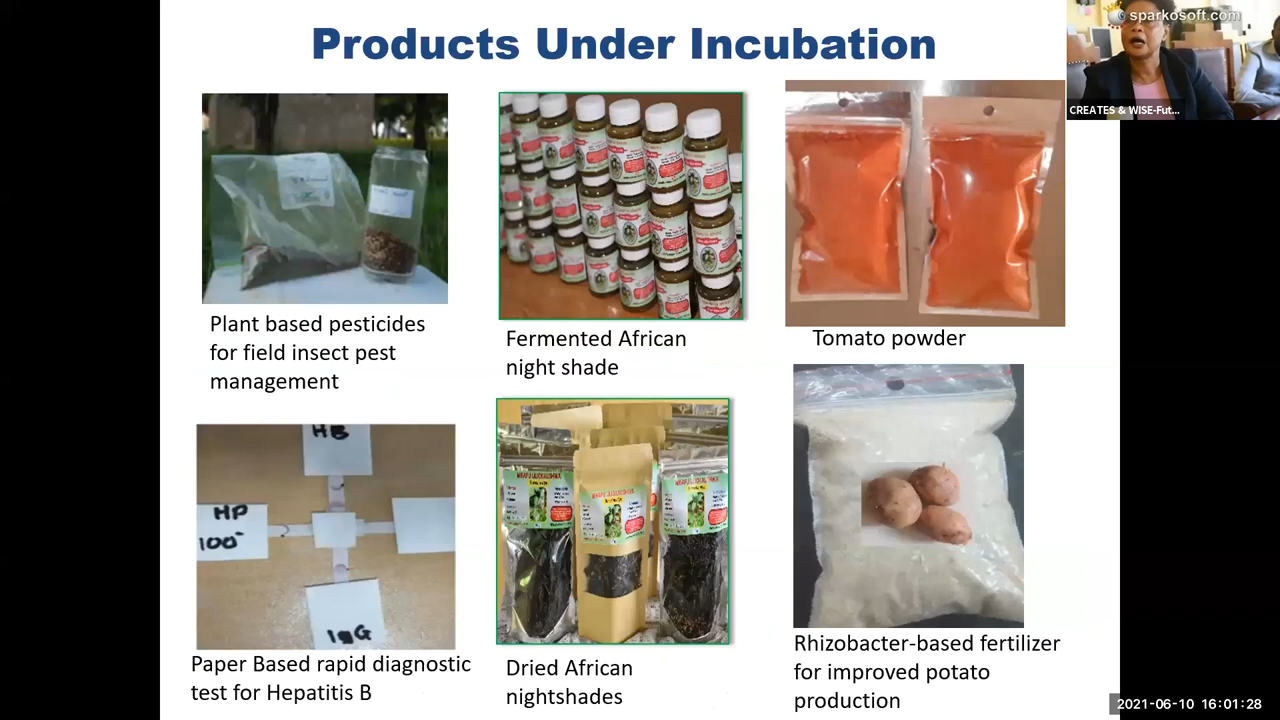 Products Under Incubation
sparkosoft.com
CREATES & WISE-Fut...
Plant based pesticides
for field insect pest
management
Fermented African
night shade
Tomato powder
HB
HP
100
IgG
Paper Based rapid diagnostic
test for Hepatitis B
Dried African
nightshades
Rhizobacter-based fertilizer
for improved potato
production
2021-06-10 16:01:28